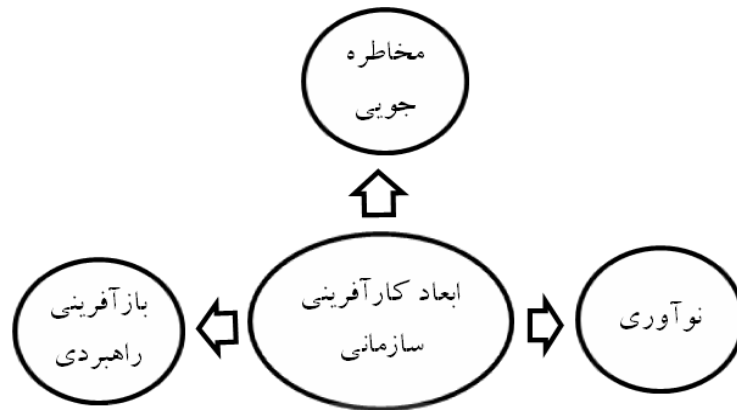 مخاطره
جویی
ابعاد کارآفرینی
سازمانی
نوآوری
بازآفرینی
راهبردی